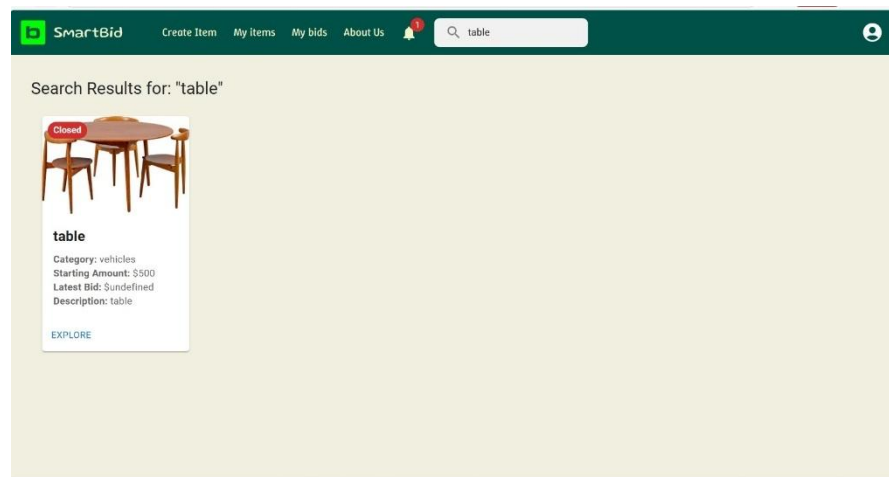 b SmartBid Create Item My items My bids About Us 1 table
Search Results for: "table"
Closed
table
Category: vehicles
Starting Amount: $500
Latest Bid: $undefined
Description: table
EXPLORE